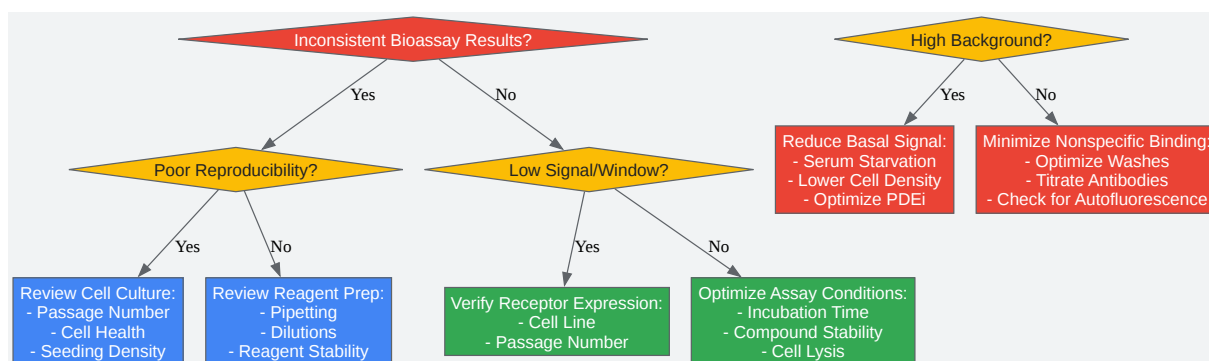 Inconsistent Bioassay Results?
High Background?
Yes
No
Yes
No
Poor Reproducibility?
Low Signal/Window?
Reduce Basal Signal:
- Serum Starvation
- Lower Cell Density
- Optimize PDEi
Minimize Nonspecific Binding:
- Optimize Washes
- Titrate Antibodies
- Check for Autofluorescence
Yes
No
Yes
No
Review Cell Culture:
- Passage Number
- Cell Health
- Seeding Density
Review Reagent Prep:
- Pipetting
- Dilutions
- Reagent Stability
Verify Receptor Expression:
- Cell Line
- Passage Number
Optimize Assay Conditions:
- Incubation Time
- Compound Stability
- Cell Lysis